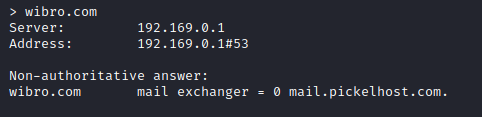 > wibro.com
Server: 192.169.0.1
Address: 192.169.0.1#53

Non-authoritative answer:
wibro.com mail exchanger = 0 mail.pickelhost.com.